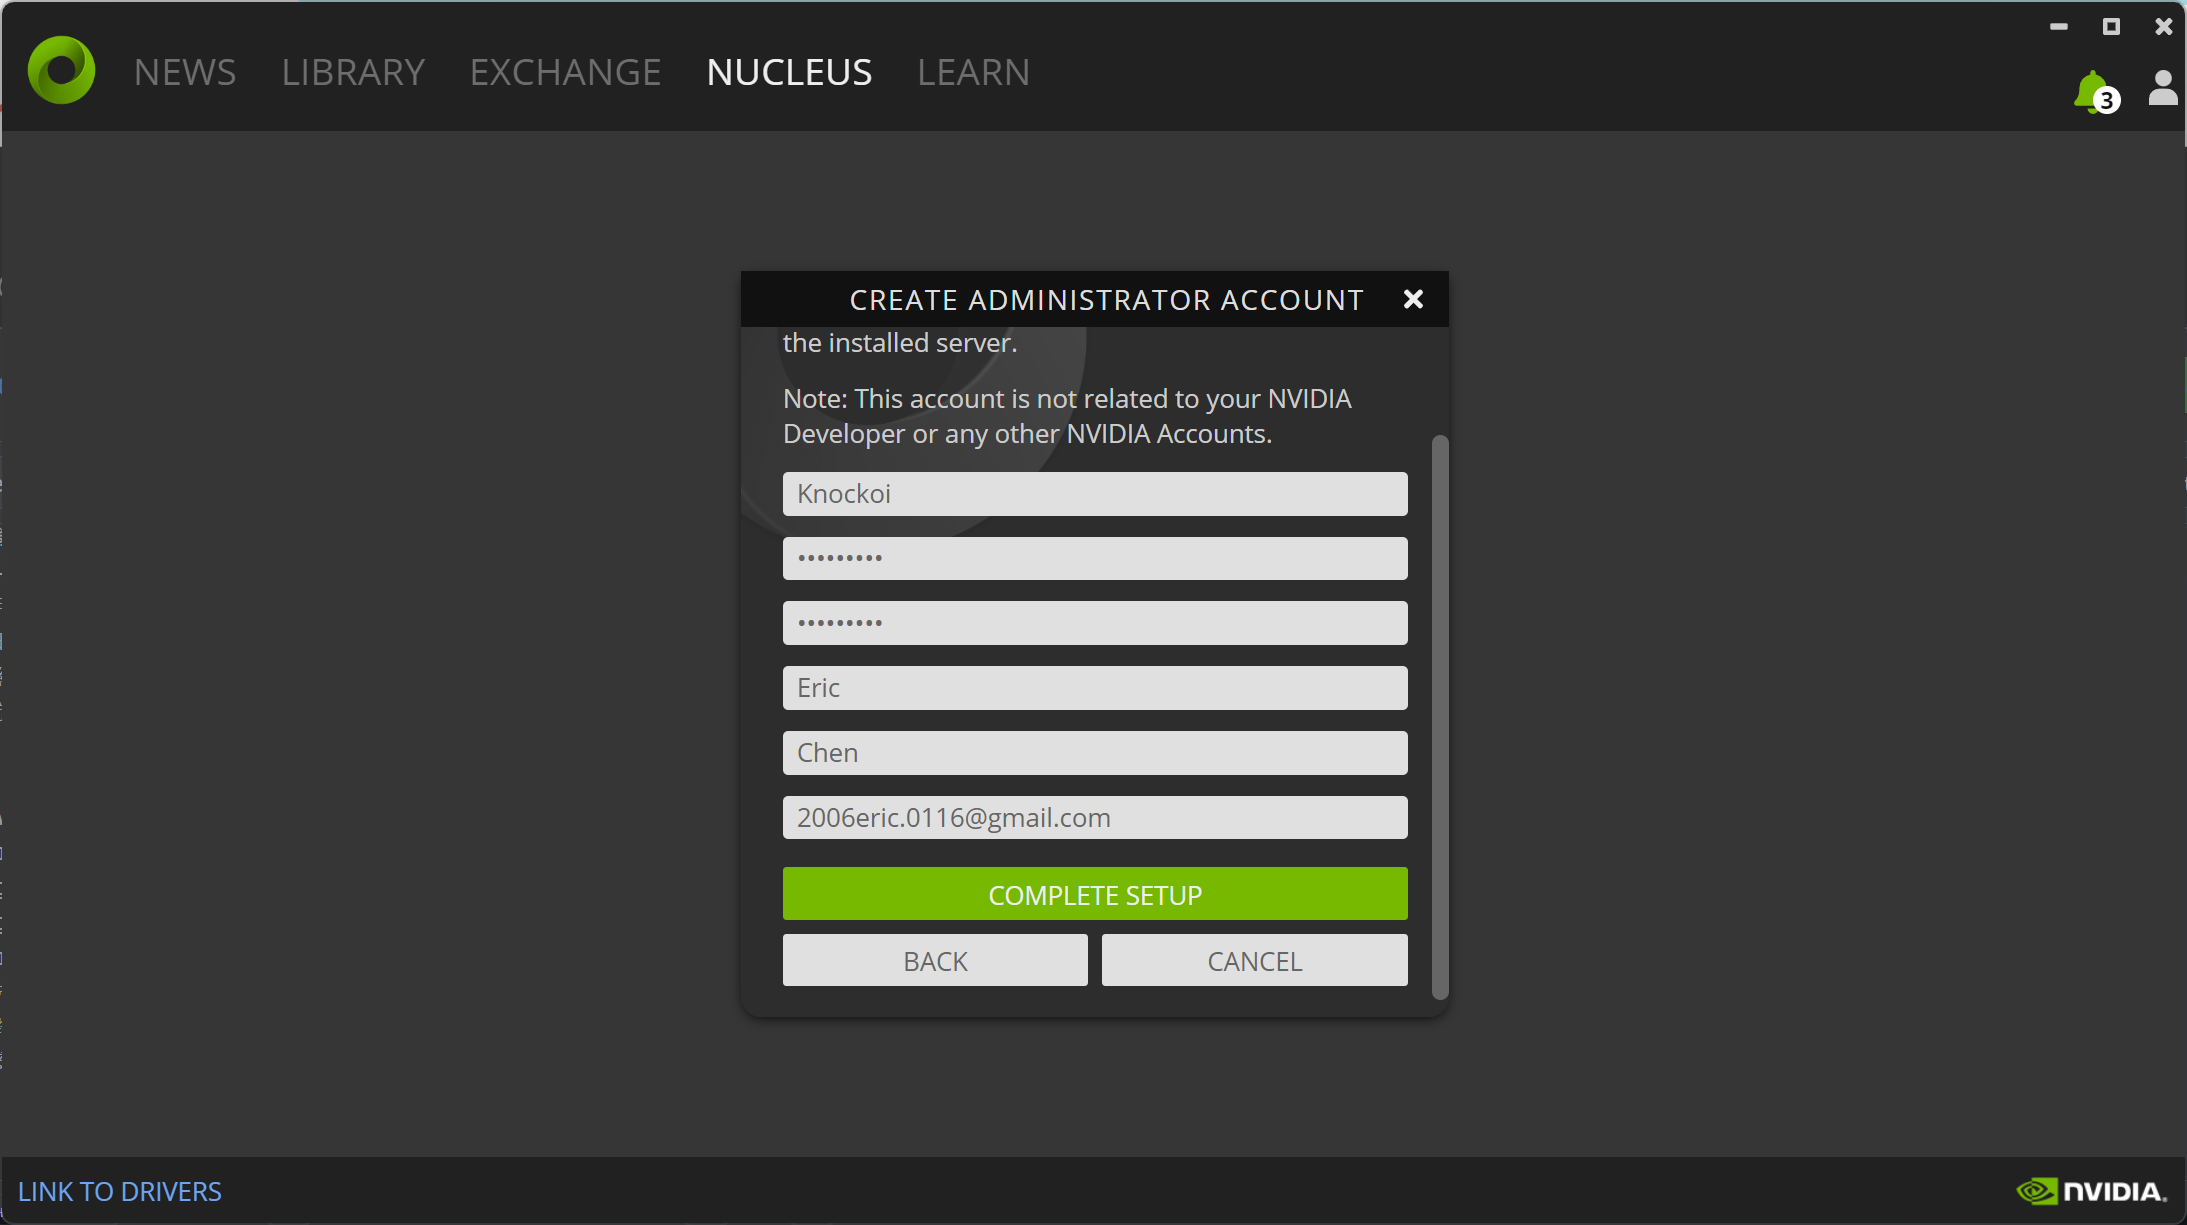 NEWS LIBRARY EXCHANGE NUCLEUS LEARN
3
CREATE ADMINISTRATOR ACCOUNT
the installed server.
Note: This account is not related to your NVIDIA
Developer or any other NVIDIA Accounts.
Knockoi
•••••••••
•••••••••
Eric
Chen
2006eric.0116@gmail.com
COMPLETE SETUP
BACK CANCEL
LINK TO DRIVERS
NVIDIA.